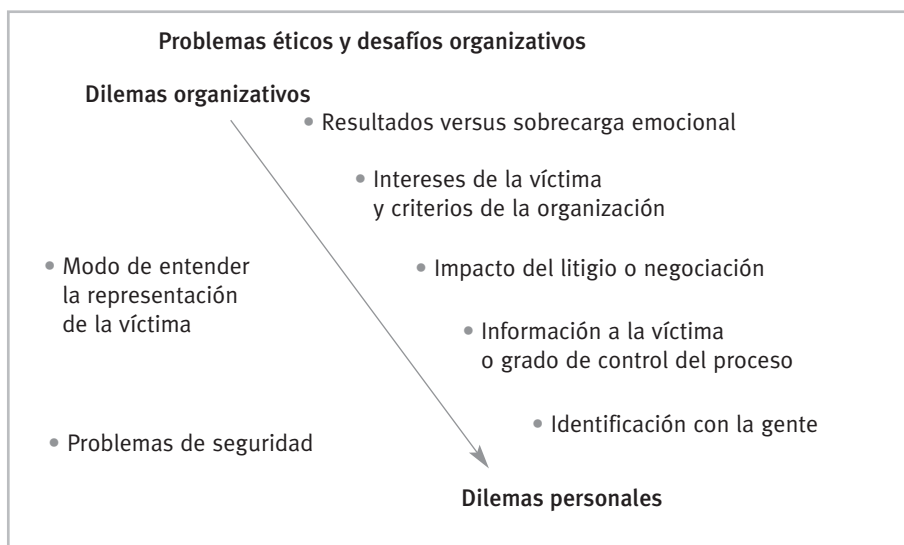 Problemas éticos y desafíos organizativos
Dilemas organizativos
• Resultados versus sobrecarga emocional
• Intereses de la víctima
y criterios de la organización
• Modo de entender
la representación
de la víctima
• Impacto del litigio o negociación
• Información a la víctima
o grado de control del proceso
• Identificación con la gente
• Problemas de seguridad
Dilemas personales